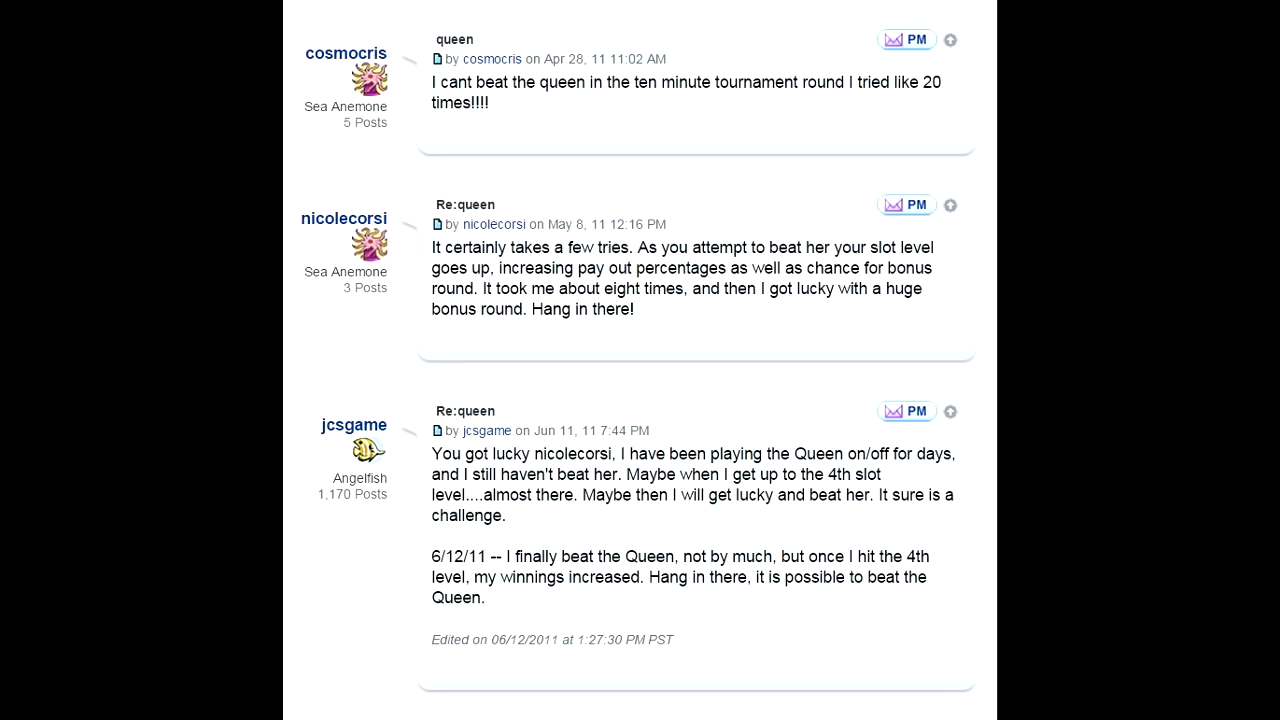 queen
PM
cosmocris
by cosmocris on Apr 28, 11 11:02 AM
I cant beat the queen in the ten minute tournament round I tried like 20
times!!!!
Sea Anemone
5 Posts
Re:queen
PM
nicolecorsi
by nicolecorsi on May 8, 11 12:16 PM
It certainly takes a few tries. As you attempt to beat her your slot level
goes up, increasing pay out percentages as well as chance for bonus
round. It took me about eight times, and then I got lucky with a huge
bonus round. Hang in there!
Sea Anemone
3 Posts
Re:queen
PM
jcsgame
by jcsgame on Jun 11, 11 7:44 PM
You got lucky nicolecorsi, I have been playing the Queen on/off for days,
and I still haven't beat her. Maybe when I get up to the 4th slot
level....almost there. Maybe then I will get lucky and beat her. It sure is a
challenge.
Angelfish
1,170 Posts
6/12/11 -- I finally beat the Queen, not by much, but once I hit the 4th
level, my winnings increased. Hang in there, it is possible to beat the
Queen.
Edited on 06/12/2011 at 1:27:30 PM PST